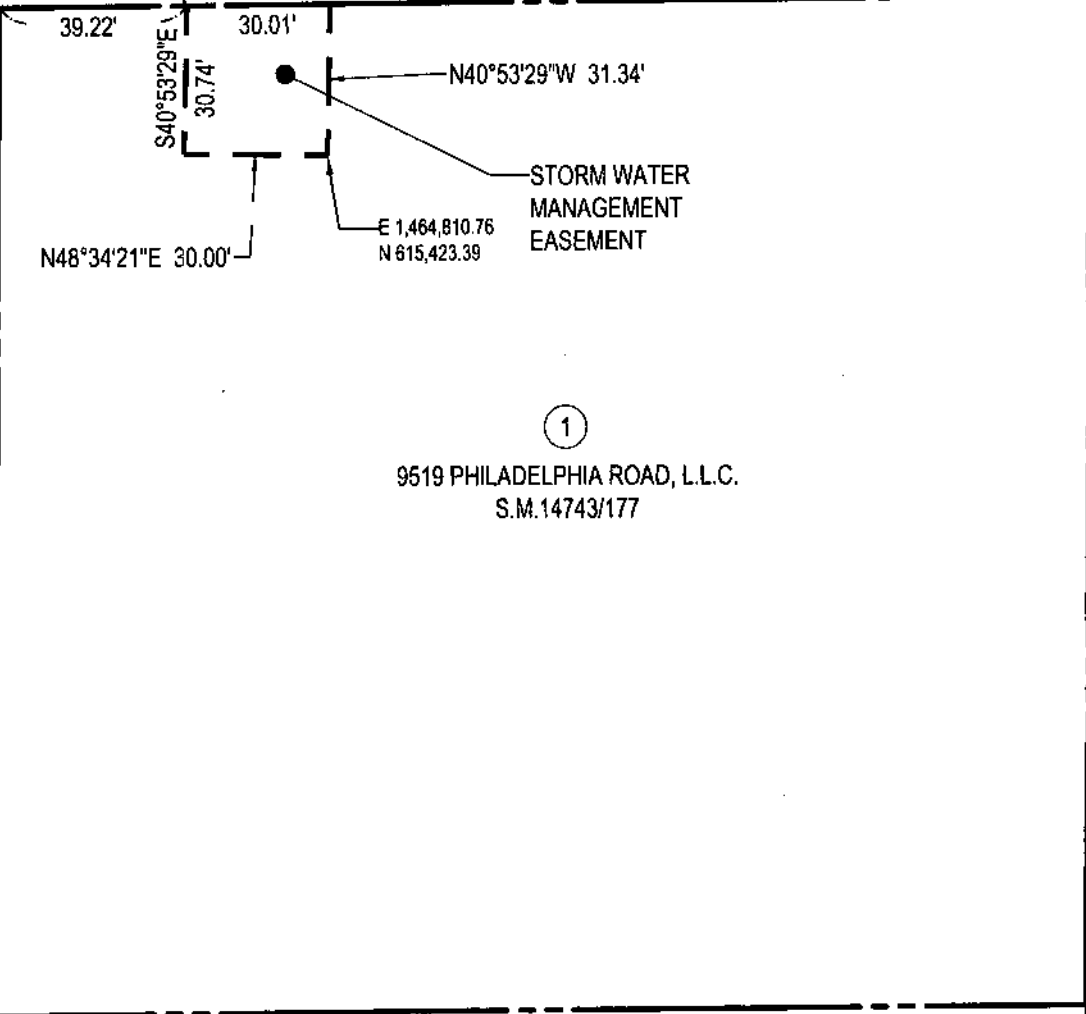 39.22'
30.01'
S40°53'29"E
30.74'
N40°53'29"W 31.34'
STORM WATER
MANAGEMENT
EASEMENT
E 1,464,810.76
N 615,423.39
N48°34'21"E 30.00'
1
9519 PHILADELPHIA ROAD, L.L.C.
S.M.14743/177